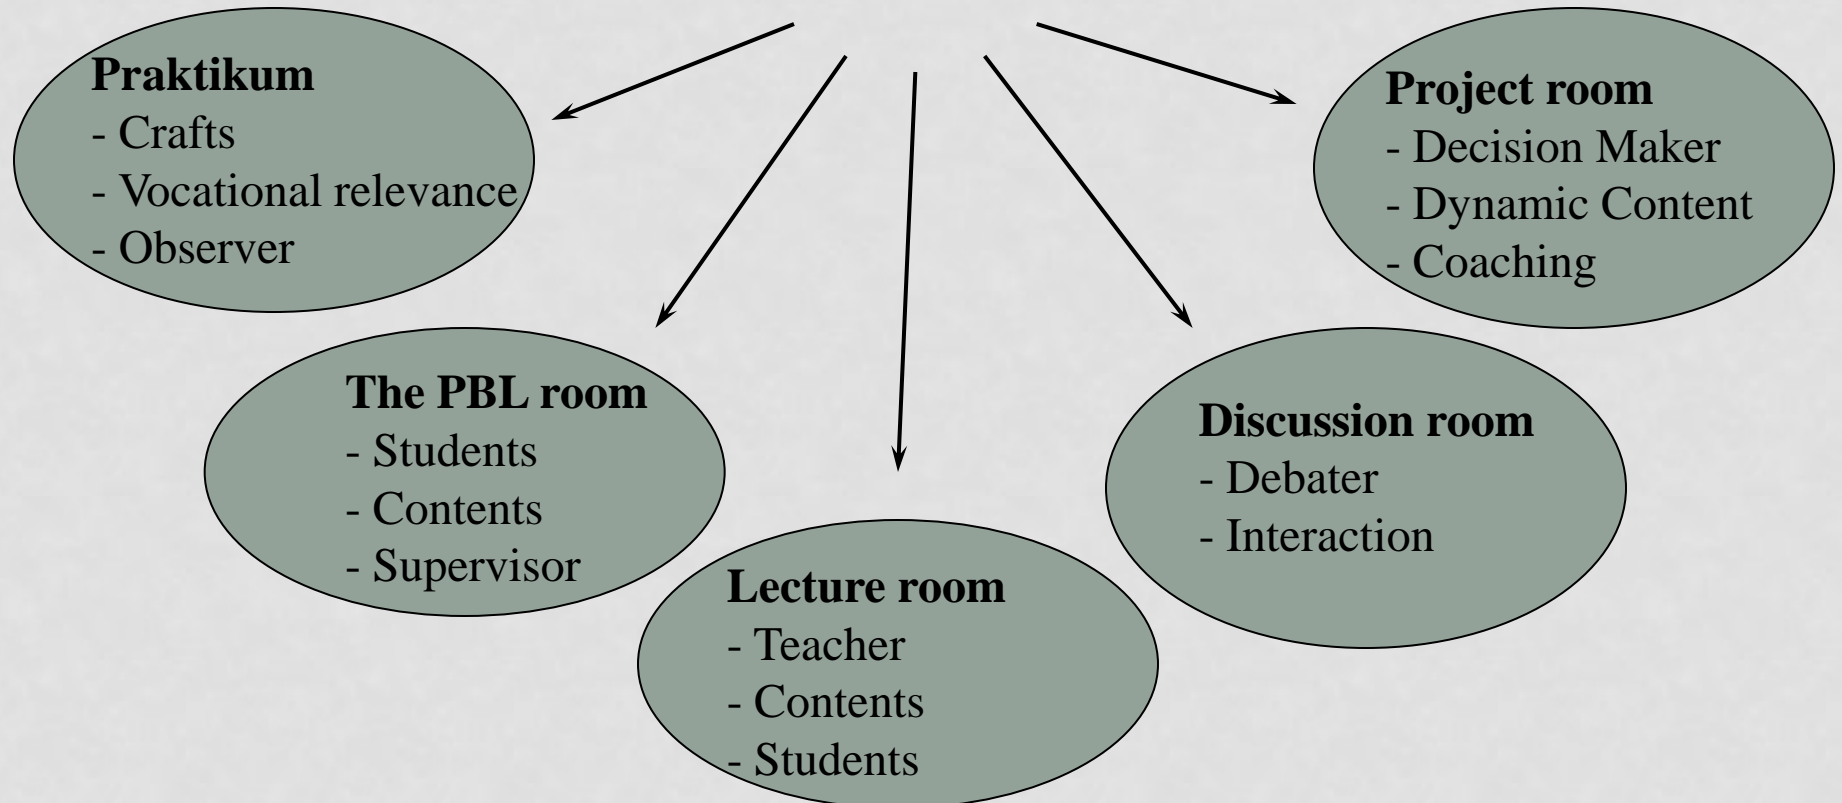 Praktikum
- Crafts
- Vocational relevance
- Observer
Project room
- Decision Maker
- Dynamic Content
- Coaching
The PBL room
- Students
- Contents
- Supervisor
Discussion room
- Debater
- Interaction
Lecture room
- Teacher
- Contents
- Students